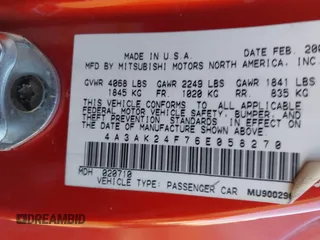 MADE IN U.S.A. DATE FEB. 200
MFD BY MITSUBISHI MOTORS NORTH AMERICA, INC.
GVWR 4068 LBS GAWR 2249 LBS GAWR 1841 LBS
1845 KG FR: 1020 KG RR: 835 KG
THIS VEHICLE CONFORMS TO ALL APPLICABLE
FEDERAL MOTOR VEHICLE SAFETY, BUMPER, AND
THEFT PREVENTION STANDARDS IN EFFECT ON
THE DATE OF MANUFACTURE SHOWN ABOVE
4A3AK24F76E058270
RDH 020710
VEHICLE TYPE: PASSENGER CAR MU900296
DREAMBID